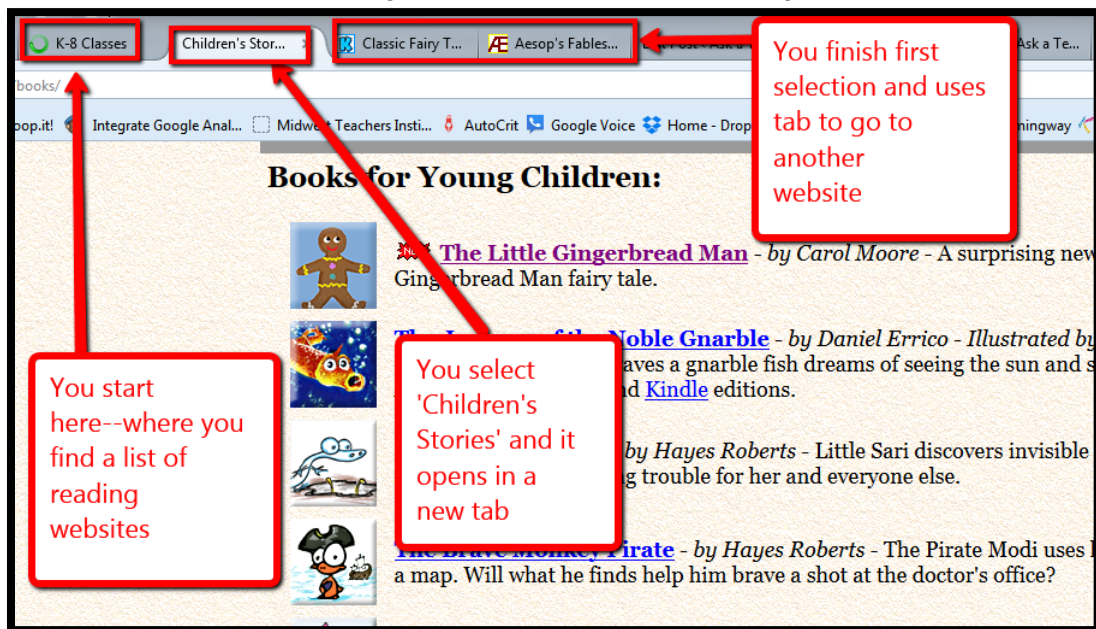 K-8 Classes
Children's Stor...
Classic Fairy T...
Aesop's Fables...
Ask a Te...
/books/
oop.it!
Integrate Google Anal...
Midwest Teachers Insti...
AutoCrit
Google Voice
Home - Drop
ningway
You finish first
selection and uses
tab to go to
another
website
Books for Young Children:
The Little Gingerbread Man - by Carol Moore - A surprising new
Gingerbread Man fairy tale.
Noble Gnarble - by Daniel Errico - Illustrated by
aves a gnarble fish dreams of seeing the sun and s
Kindle editions.
by Hayes Roberts - Little Sari discovers invisible
g trouble for her and everyone else.
The Brave Monkey Pirate - by Hayes Roberts - The Pirate Modi uses
a map. Will what he finds help him brave a shot at the doctor's office?
You start
here--where you
find a list of
reading
websites
You select
'Children's
Stories' and it
opens in a
new tab